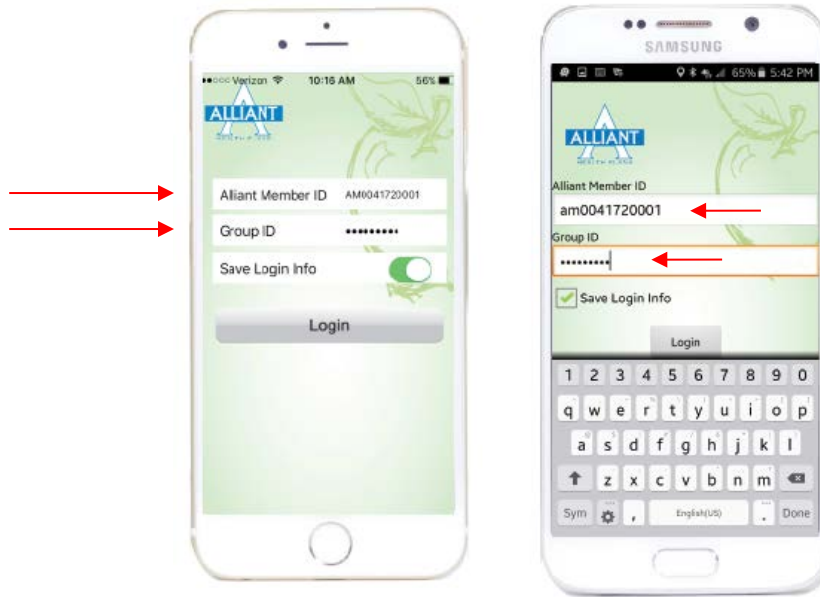 ●●○○○ Verizon 10:16 AM 56%
ALLIANT
Alliant Member ID AM0041720001
Group ID •••••••••
Save Login Info
Login
SAMSUNG
65% 5:42 PM
ALLIANT
HEALTH PLANS
Alliant Member ID
am0041720001
Group ID
•••••••••
Save Login Info
Login
1 2 3 4 5 6 7 8 9 0
q w e r t y u i o p
a s d f g h j k l
z x c v b n m
Sym , English(US) . Done